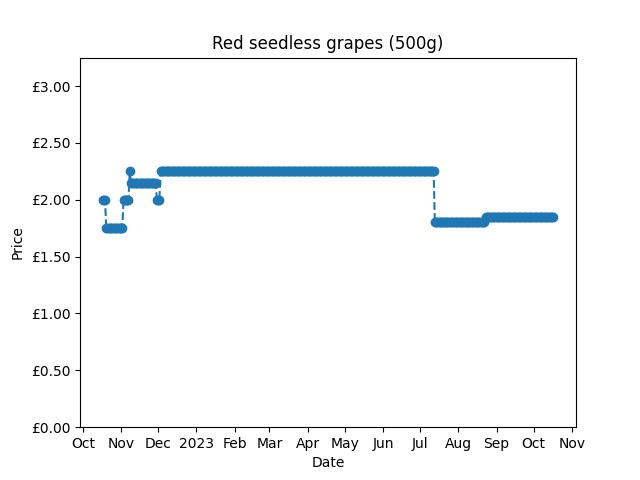 Red seedless grapes (500g)
£3.00
£2.50
£2.00
£1.50
£1.00
£0.50
£0.00
Price
Oct Nov Dec 2023 Feb Mar Apr May Jun Jul Aug Sep Oct Nov
Date